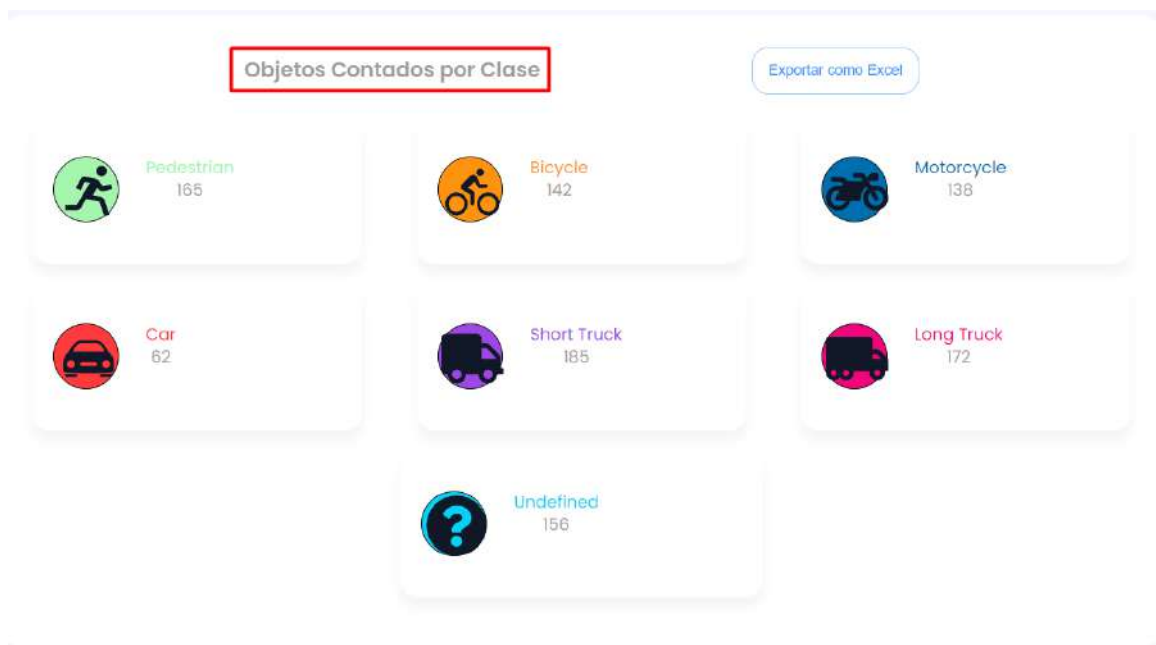 Objetos Contados por Clase
Exportar como Excel
Pedestrian
165
Bicycle
142
Motorcycle
138
Car
62
Short Truck
185
Long Truck
172
Undefined
156